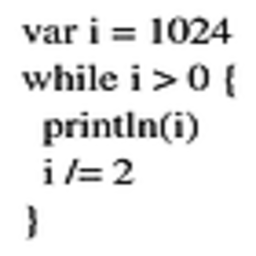 var i = 1024
while i > 0 {
  println(i)
  i /= 2
}